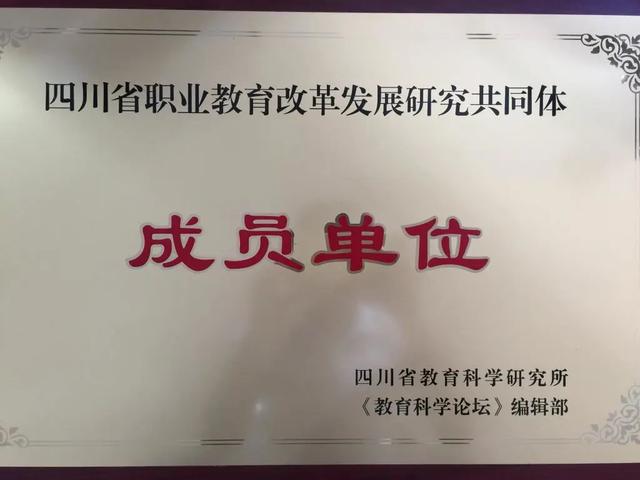 四川省职业教育改革发展研究共同体
成员单位
四川省教育科学研究所
《教育科学论坛》编辑部